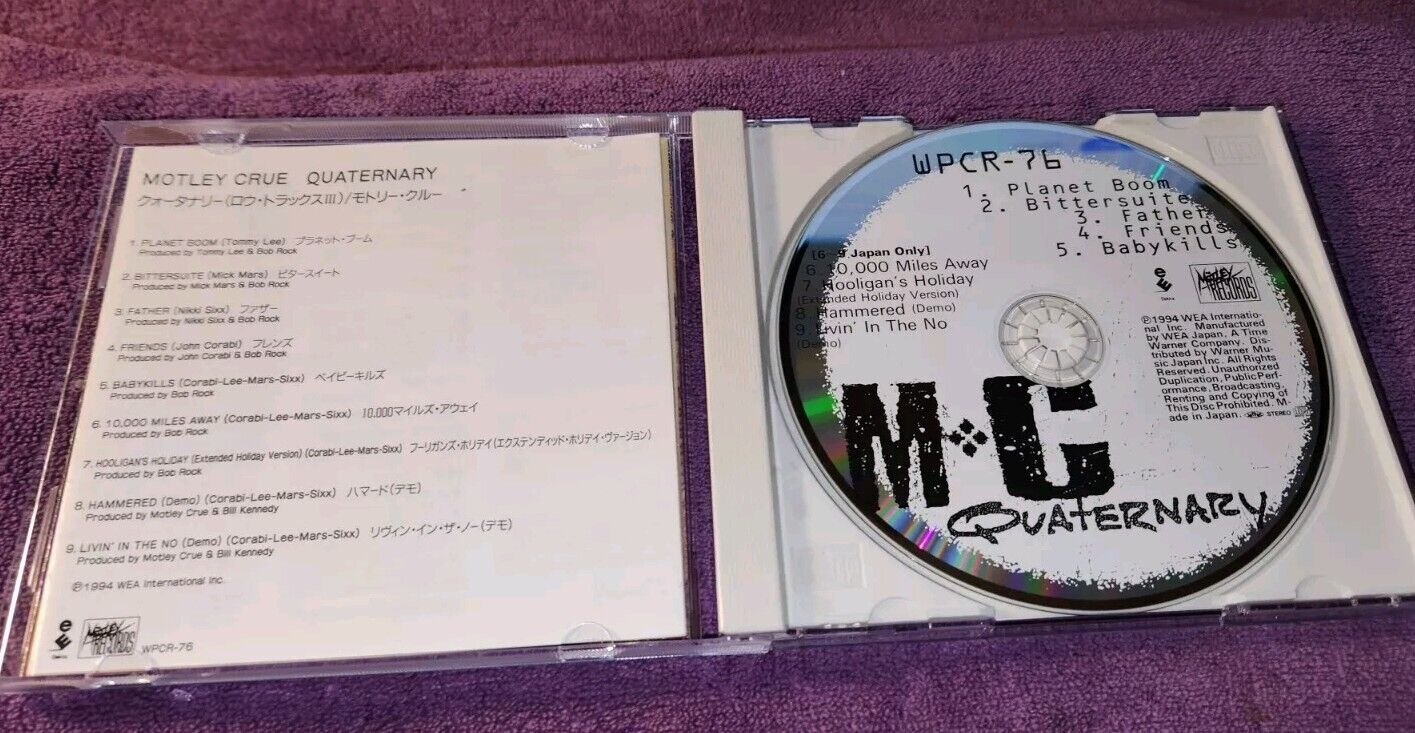 MOTLEY CRUE QUATERNARY
クォータナリー(ロウ・トラックスIII)/モトリー・クルー
1. PLANET BOOM (Tommy Lee) プラネット・ブーム
Produced by Tommy Lee & Bob Rock
2. BITTERSUITE (Mick Mars) ビタースイート
Produced by Mick Mars & Bob Rock
3. FATHER (Nikki Sixx) ファザー
Produced by Nikki Sixx & Bob Rock
4. FRIENDS (John Corabi) フレンズ
Produced by John Corabi & Bob Rock
5. BABYKILLS (Corabi-Lee-Mars-Sixx) ベイビーキルズ
Produced by Bob Rock
6. 10,000 MILES AWAY (Corabi-Lee-Mars-Sixx) 10,000マイルズ・アウェイ
Produced by Bob Rock
7. HOOLIGAN'S HOLIDAY (Extended Holiday Version) (Corabi-Lee-Mars-Sixx) フーリガンズ・ホリデイ(エクステンディッド・ホリデイ・ヴァージョン)
Produced by Bob Rock
8. HAMMERED (Demo) (Corabi-Lee-Mars-Sixx) ハマード(デモ)
Produced by Motley Crue & Bill Kennedy
9. LIVIN' IN THE NO (Demo) (Corabi-Lee-Mars-Sixx) リヴィン・イン・ザ・ノー(デモ)
Produced by Motley Crue & Bill Kennedy
℗1994 WEA International Inc.
MÖTLEY
RECORDS
WPCR-76
WPCR-76
1. Planet Boom
2. Bittersuite
3. Father
4. Friends
5. Babykills
[6~9 Japan Only]
6. 10,000 Miles Away
7. Hooligan's Holiday
(Extended Holiday Version)
8. Hammered (Demo)
9. Livin' In The No
(Demo)
MÖTLEY
RECORDS
℗1994 WEA Internatio-
nal Inc. Manufactured
by WEA Japan. A Time
Warner Company. Dis-
tributed by Warner Mu-
sic Japan Inc. All Rights
Reserved. Unauthorized
Duplication, Public Perf-
ormance, Broadcasting,
Renting and Copying of
This Disc Prohibited. M-
ade in Japan. STEREO
M C
QUATERNARY